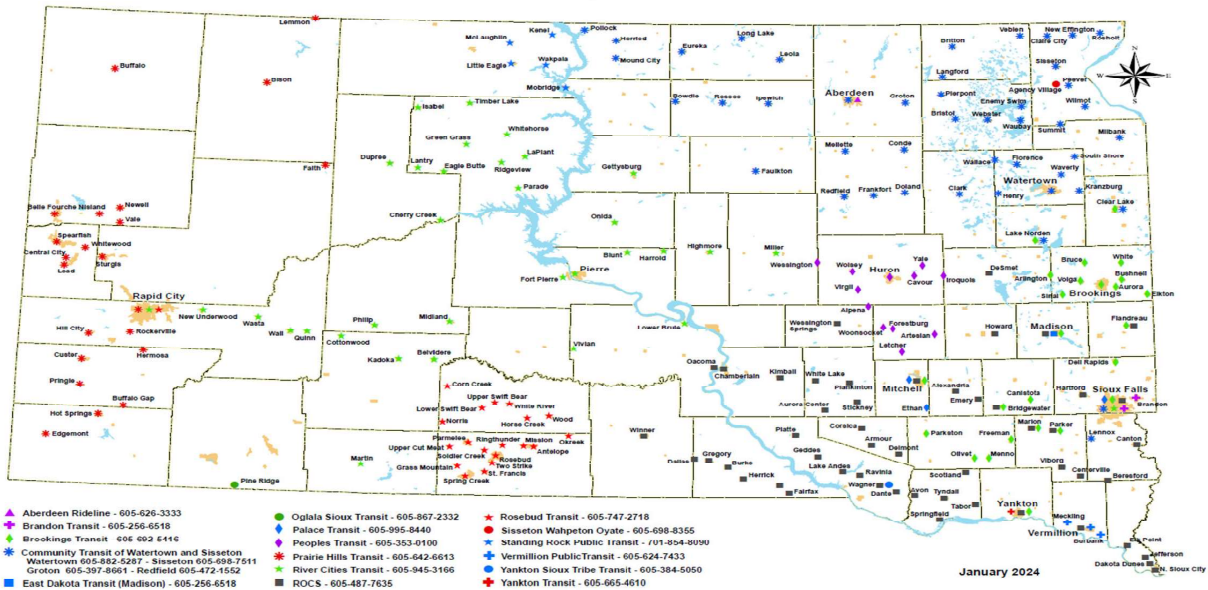 Lemmon
Buffalo
Bison
McLaughlin
Kenel
Pollock
Herried
Little Eagle
Wakpala
Mound City
Mobridge
Eureka
Long Lake
Leola
Bowdle
Roscoe
Ipswich
Aberdeen
Groton
Britton
Langford
Pierpont
Bristol
Webster
Waubay
Enemy Swim
Veblen
New Effington
Claire City
Rosholt
Sisseton
Peever
Agency Village
Wilmot
Summit
Milbank
N
W
E
S
Isabel
Timber Lake
Whitehorse
Green Grass
Dupree
Lantry
Eagle Butte
LaPlant
Ridgeview
Parade
Cherry Creek
Faith
Gettysburg
Faulkton
Mellette
Conde
Redfield
Frankfort
Doland
Wallace
Florence
South Shore
Waverly
Watertown
Kranzburg
Henry
Clark
Clear Lake
Lake Norden
Belle Fourche Nisland
Newell
Vale
Spearfish
Whitewood
Central City
Lead
Sturgis
Onida
Blunt
Harrold
Highmore
Miller
Fort Pierre
Pierre
Wessington
Wolsey
Huron
Yale
Cavour
Iroquois
Virgil
Alpena
DeSmet
Arlington
Bruce
White
Volga
Bushnell
Aurora
Sinai
Brookings
Elkton
Rapid City
New Underwood
Wasta
Wall
Quinn
Hill City
Rockerville
Hermosa
Custer
Pringle
Buffalo Gap
Hot Springs
Edgemont
Philip
Midland
Cottonwood
Kadoka
Belvidere
Lower Brule
Vivian
Wessington
Springs
Woonsocket
Forestburg
Artesian
Letcher
Howard
Madison
Flandreau
Dell Rapids
Oacoma
Chamberlain
Kimball
White Lake
Plankinton
Mitchell
Alexandria
Emery
Canistota
Bridgewater
Hartford
Sioux Falls
Brandon
Aurora Center
Stickney
Ethan
Corn Creek
Upper Swift Bear
White River
Lower Swift Bear
Norris
Horse Creek
Wood
Parmelee
Ringthunder
Mission
Okreek
Upper Cut Meat
Antelope
Soldier Creek
Rosebud
Grass Mountain
Two Strike
St. Francis
Spring Creek
Martin
Pine Ridge
Winner
Platte
Corsica
Armour
Delmont
Parkston
Freeman
Marion
Parker
Lennox
Canton
Olivet
Menno
Viborg
Centerville
Beresford
Dallas
Gregory
Burke
Herrick
Fairfax
Geddes
Lake Andes
Ravinia
Wagner
Dante
Avon
Tyndall
Scotland
Tabor
Springfield
Yankton
Meckling
Vermillion
Burbank
Elk Point
Jefferson
Dakota Dunes
N. Sioux City
Aberdeen Rideline - 605-626-3333
Brandon Transit - 605-256-6518
Brookings Transit - 605-692-5416
Community Transit of Watertown and Sisseton
Watertown 605-882-5287 - Sisseton 605-698-7511
Groton 605-397-8661 - Redfield 605-472-1552
East Dakota Transit (Madison) - 605-256-6518
Oglala Sioux Transit - 605-867-2332
Palace Transit - 605-995-8440
Peoples Transit - 605-353-0100
Prairie Hills Transit - 605-642-6613
River Cities Transit - 605-945-3166
ROCS - 605-487-7635
Rosebud Transit - 605-747-2718
Sisseton Wahpeton Oyate - 605-698-8355
Standing Rock Public Transit - 701-854-8090
Vermillion PublicTransit - 605-624-7433
Yankton Sioux Tribe Transit - 605-384-5050
Yankton Transit - 605-665-4610
January 2024